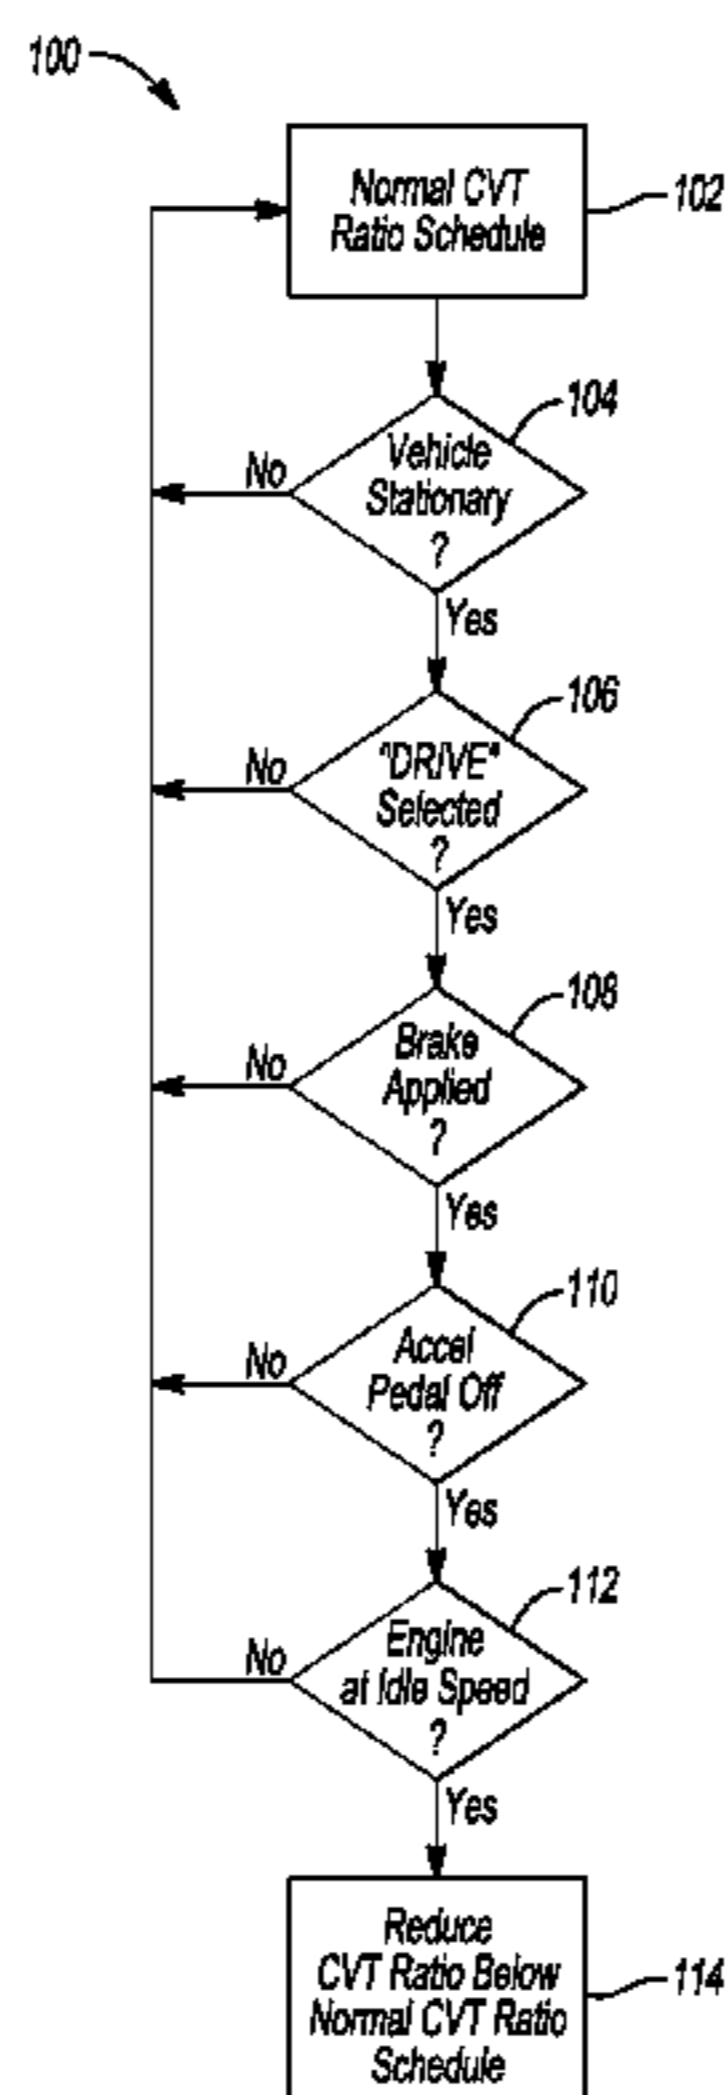 100
Normal CVT
Ratio Schedule
102
104
Vehicle
Stationary
?
No
Yes
106
"DRIVE"
Selected
?
No
Yes
108
Brake
Applied
?
No
Yes
110
Accel
Pedal Off
?
No
Yes
112
Engine
at Idle Speed
?
No
Yes
Reduce
CVT Ratio Below
Normal CVT Ratio
Schedule
114